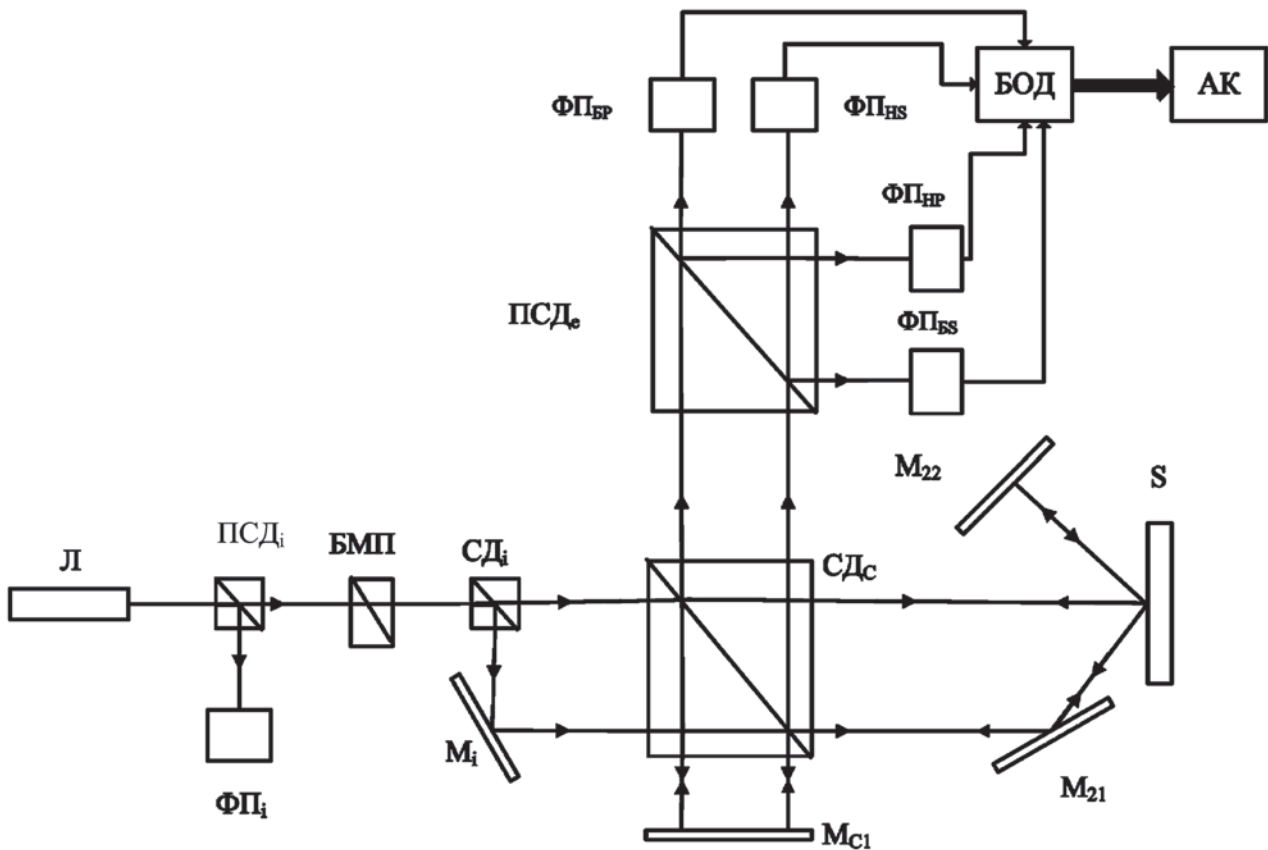 БОД
АК
ФП_БР
ФП_HS
ФП_НР
ПСД_е
ФП_БS
М_22
S
Л
ПСД_i
БМП
СД_i
СД_С
М_i
ФП_i
М_21
М_С1